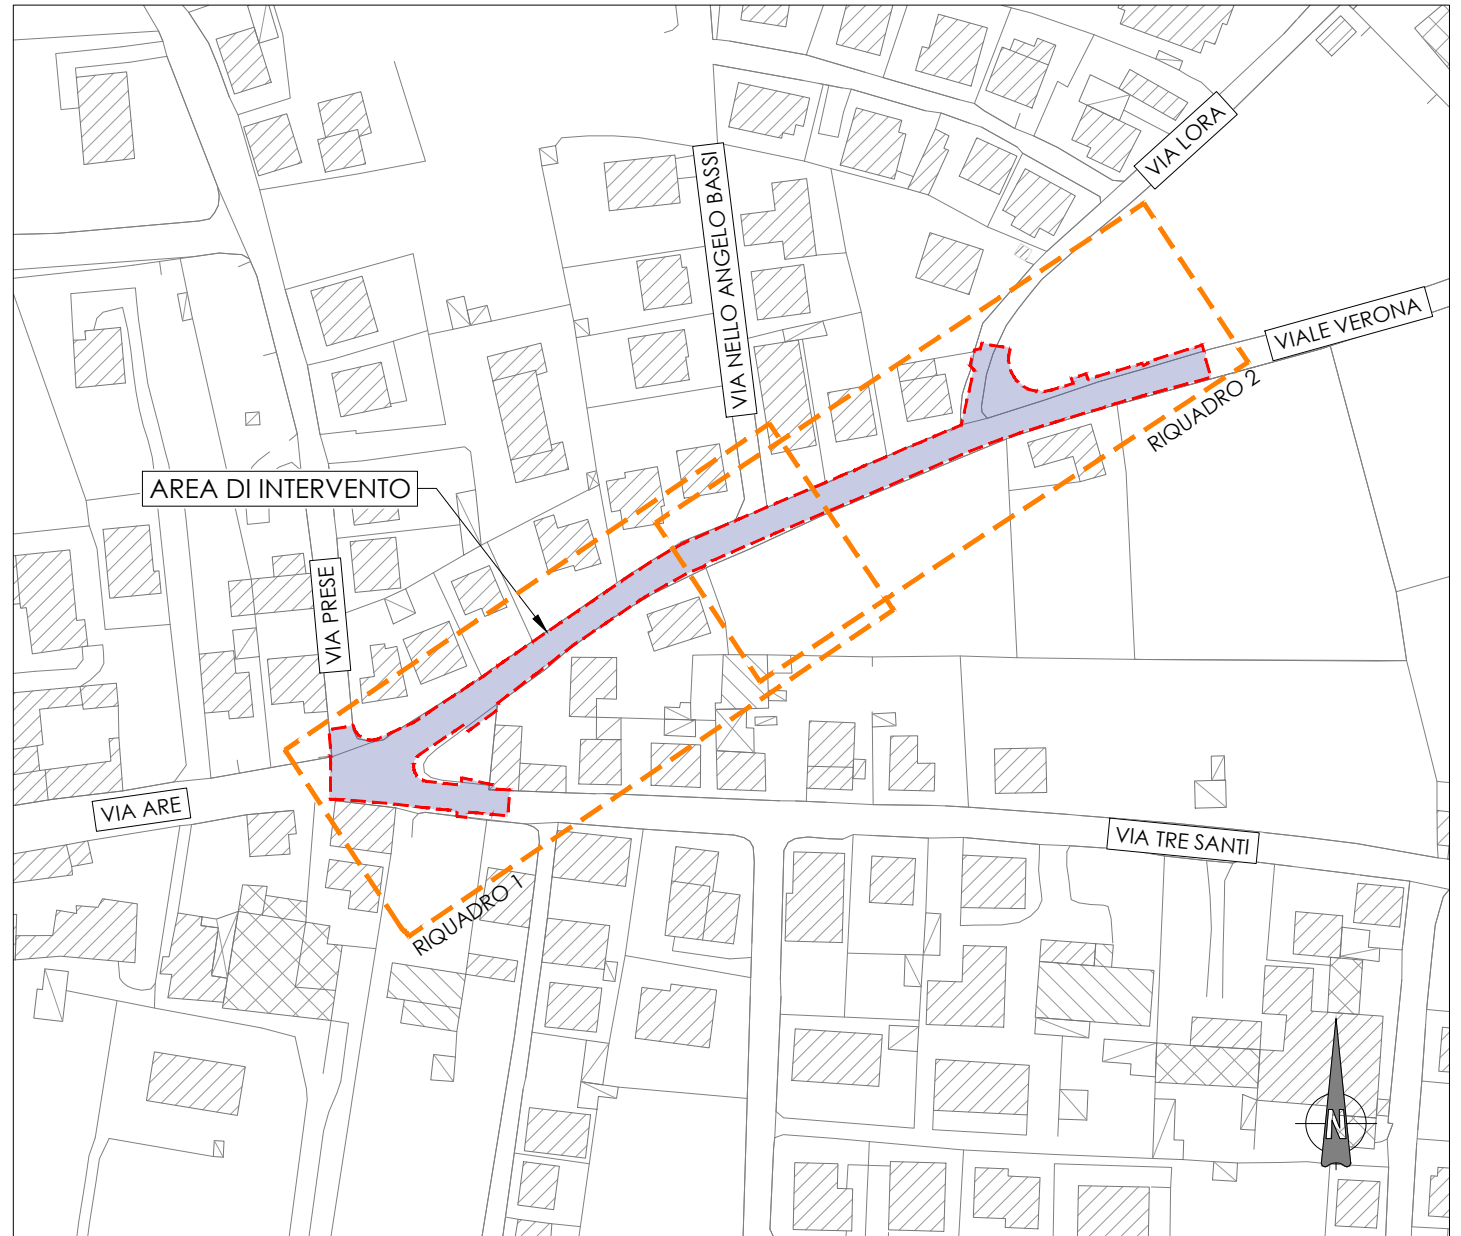 VIA LORA
VIA NELLO ANGELO BASSI
VIALE VERONA
RIQUADRO 2
AREA DI INTERVENTO
VIA PRESE
VIA ARE
VIA TRE SANTI
RIQUADRO 1
N